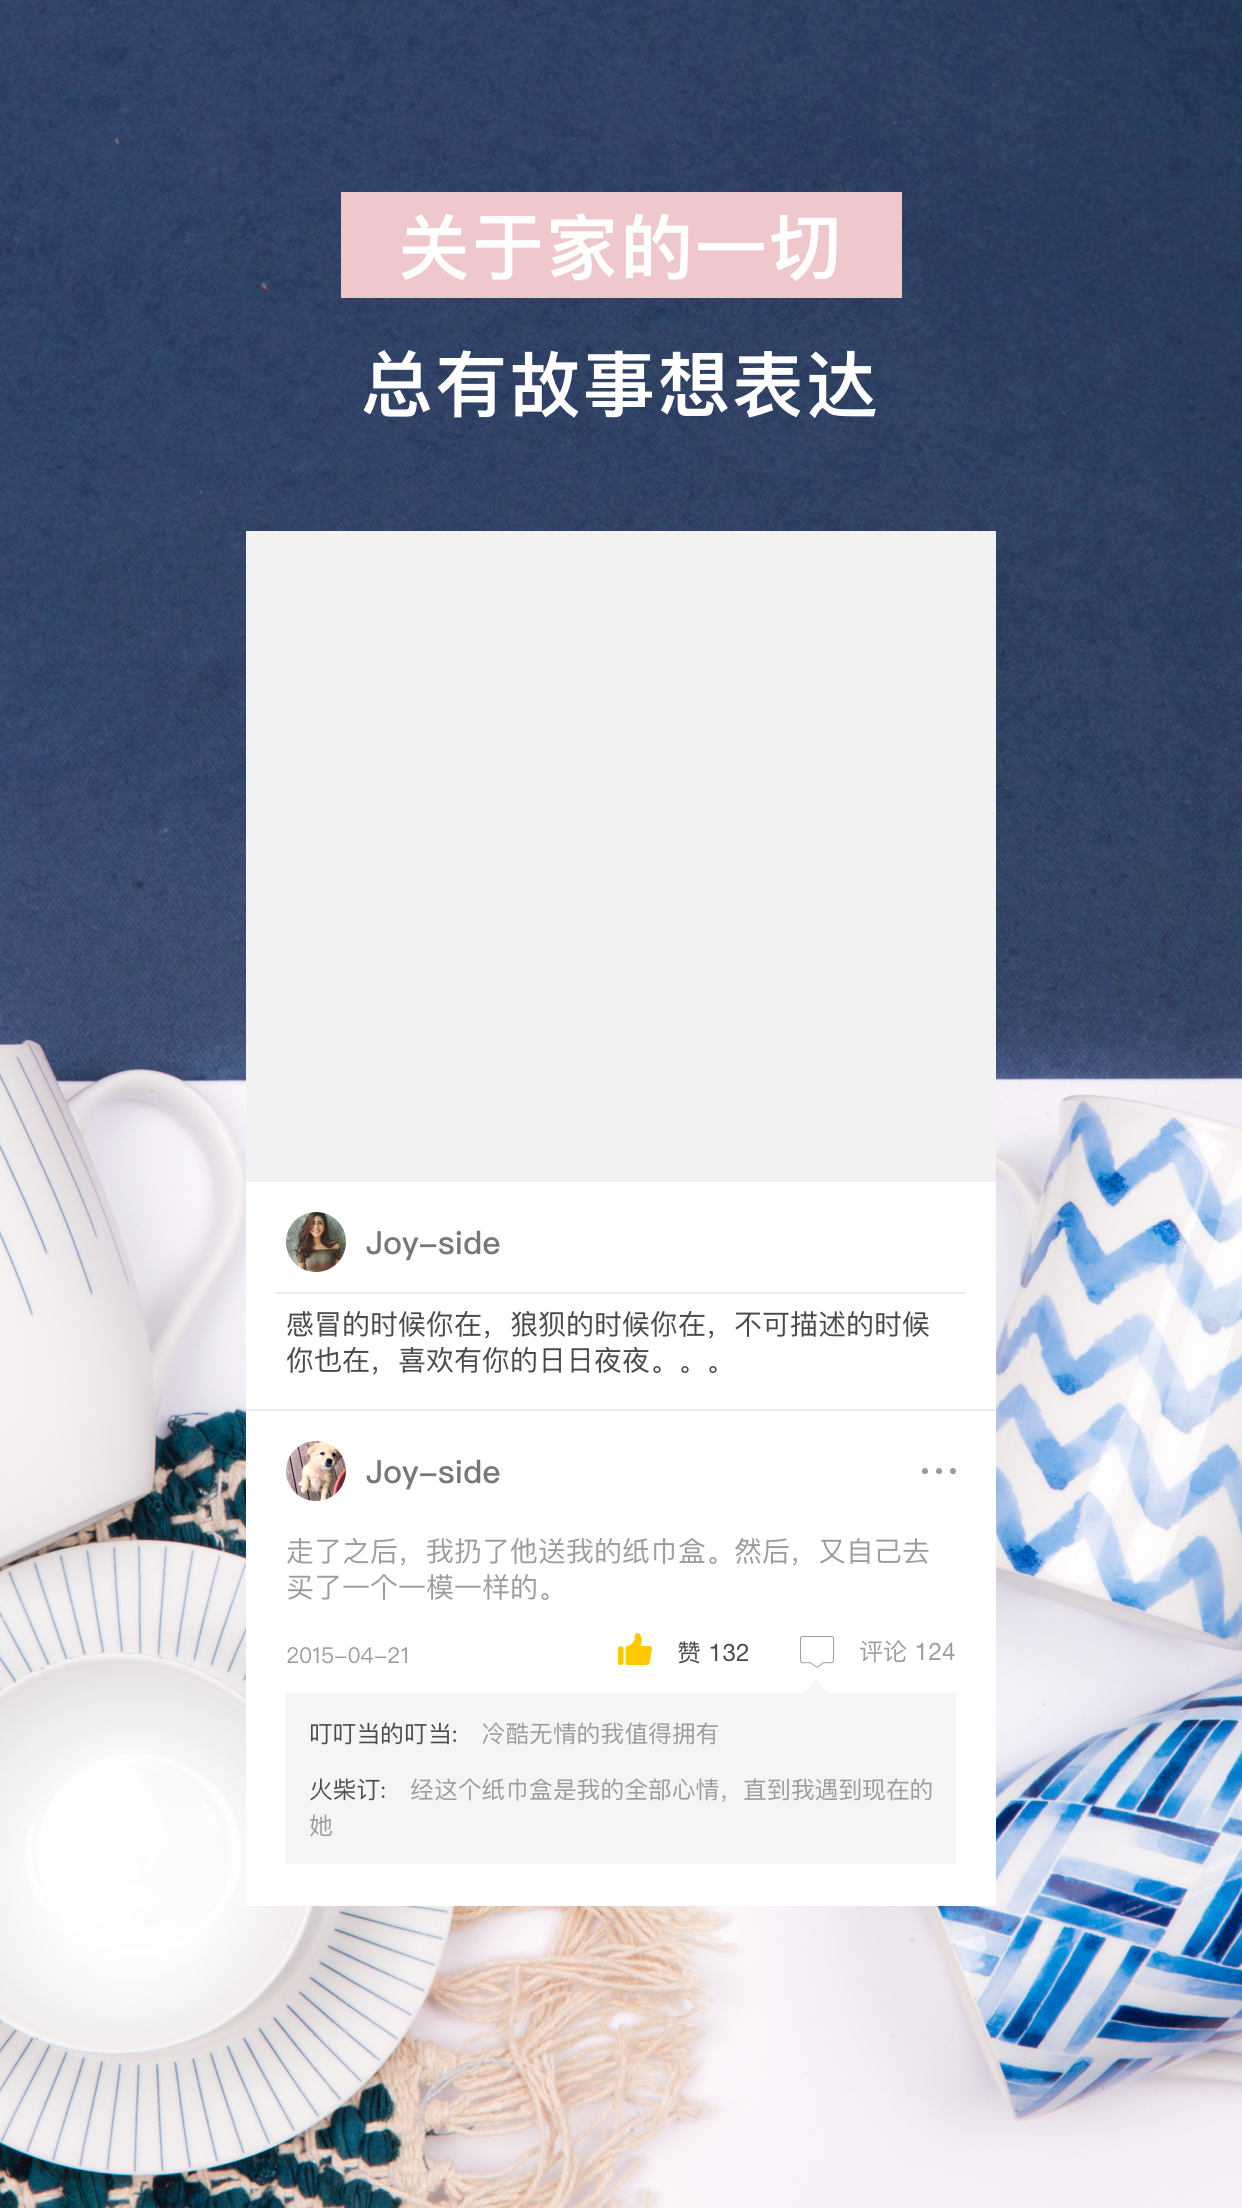 关于家的一切
总有故事想表达
Joy-side
感冒的时候你在，狼狈的时候你在，不可描述的时候
你也在，喜欢有你的日日夜夜。。。
Joy-side
走了之后，我扔了他送我的纸巾盒。然后，又自己去
买了一个一模一样的。
2015-04-21 赞 132 评论 124
叮叮当的叮当: 冷酷无情的我值得拥有
火柴订: 经这个纸巾盒是我的全部心情，直到我遇到现在的
她